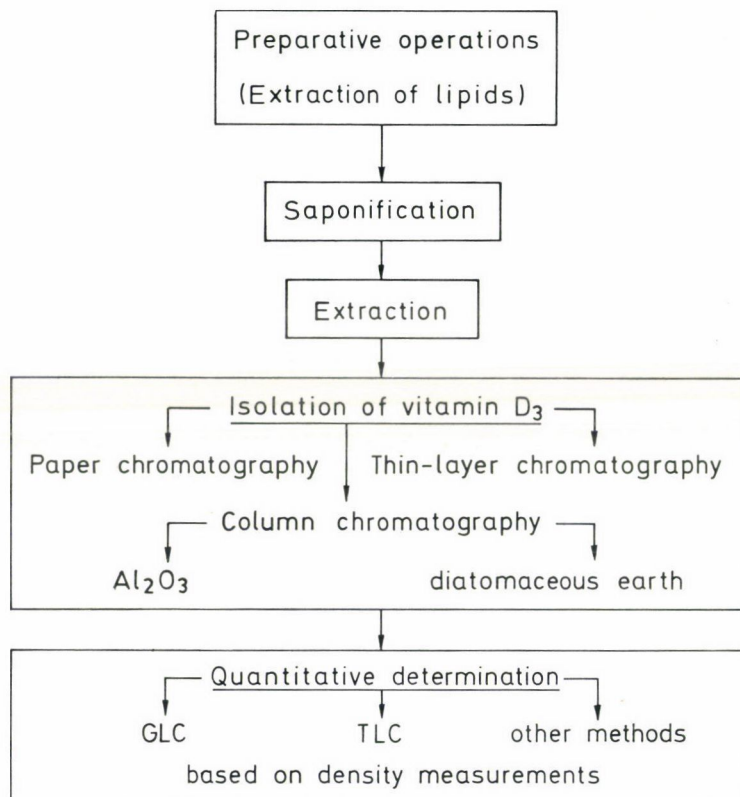 Preparative operations
(Extraction of lipids)
Saponification
Extraction
Isolation of vitamin D₃
Paper chromatography Thin-layer chromatography
Column chromatography
Al₂O₃ diatomaceous earth
Quantitative determination
GLC TLC other methods
based on density measurements